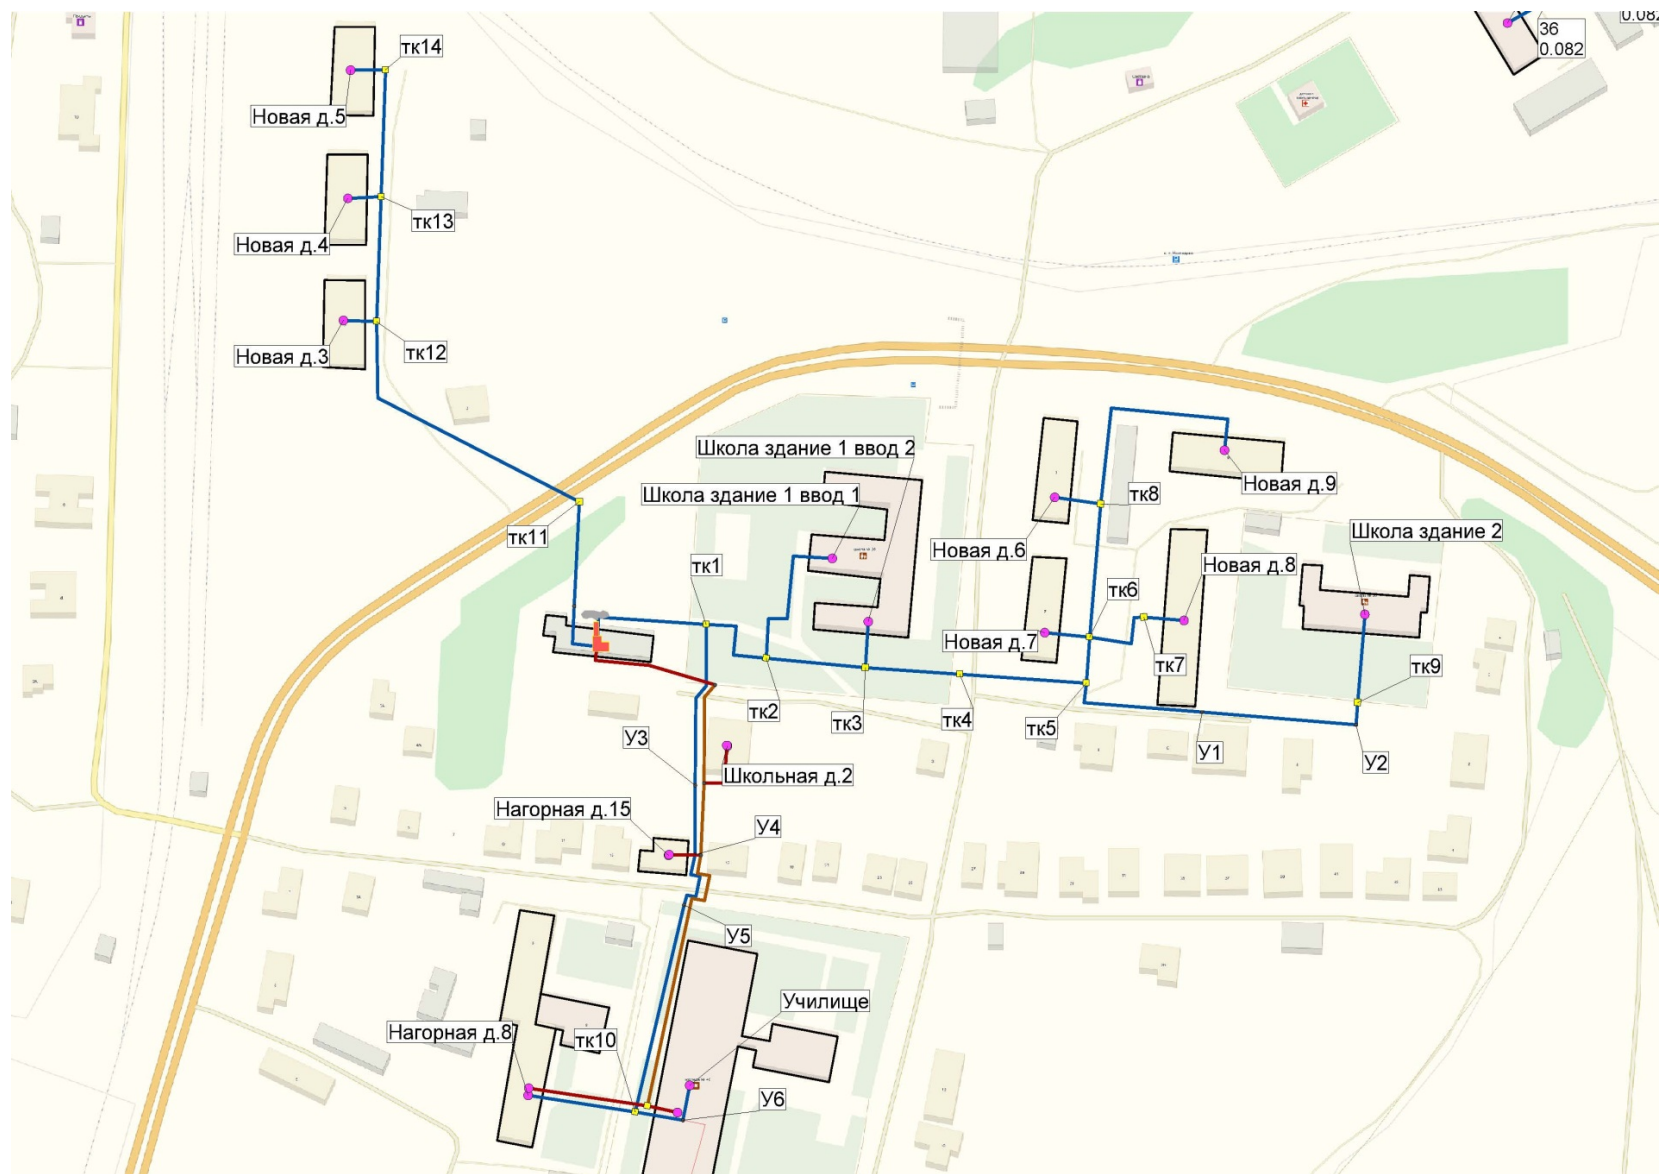 тк14
36
0.082
0.082
Новая д.5
тк13
Новая д.4
тк12
Новая д.3
Школа здание 1 ввод 2
Школа здание 1 ввод 1
тк11
тк8
Новая д.9
Новая д.6
Школа здание 2
тк1
Новая д.8
тк6
Новая д.7
тк7
тк9
тк2
тк3
тк4
тк5
У1
У2
У3
Школьная д.2
Нагорная д.15
У4
У5
Училище
Нагорная д.8
тк10
У6